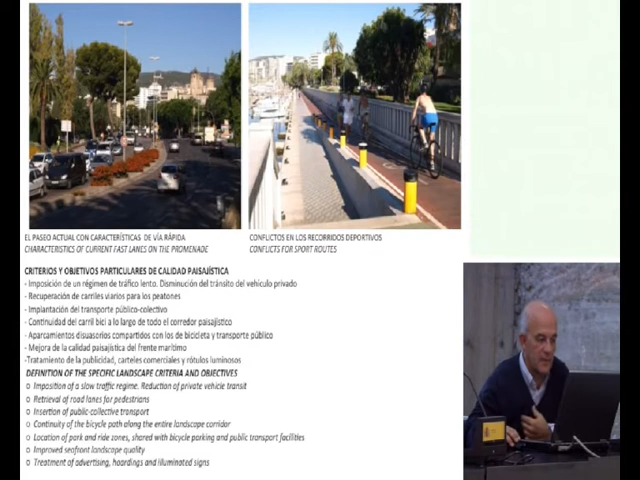 EL PASEO ACTUAL CON CARACTERÍSTICAS DE VÍA RÁPIDA
CHARACTERISTICS OF CURRENT FAST LANES ON THE PROMENADE
CONFLICTOS EN LOS RECORRIDOS DEPORTIVOS
CONFLICTS FOR SPORT ROUTES
CRITERIOS Y OBJETIVOS PARTICULARES DE CALIDAD PAISAJÍSTICA
- Imposición de un régimen de tráfico lento. Disminución del tránsito del vehículo privado
- Recuperación de carriles viarios para los peatones
- Implantación del transporte público-colectivo
- Continuidad del carril bici a lo largo de todo el corredor paisajístico
- Aparcamientos disuasorios compartidos con los de bicicleta y transporte público
- Mejora de la calidad paisajística del frente marítimo
-Tratamiento de la publicidad, carteles comerciales y rótulos luminosos
DEFINITION OF THE SPECIFIC LANDSCAPE CRITERIA AND OBJECTIVES
O Imposition of a slow traffic regime. Reduction of private vehicle transit
O Retrieval of road lanes for pedestrians
O Insertion of public-collective transport
O Continuity of the bicycle path along the entire landscape corridor
O Location of park and ride zones, shared with bicycle parking and public transport facilities
O Improved seafront landscape quality
O Treatment of advertising, hoardings and illuminated signs